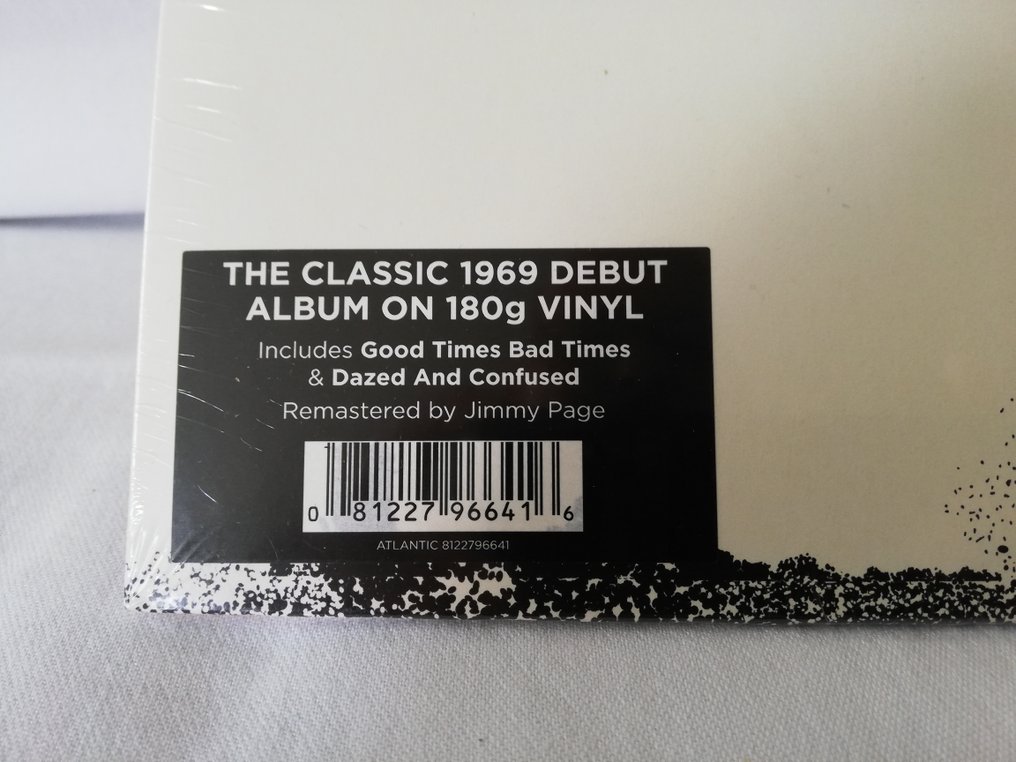 THE CLASSIC 1969 DEBUT
ALBUM ON 180g VINYL
Includes Good Times Bad Times
& Dazed And Confused
Remastered by Jimmy Page
0 81227 96641 6
ATLANTIC 8122796641